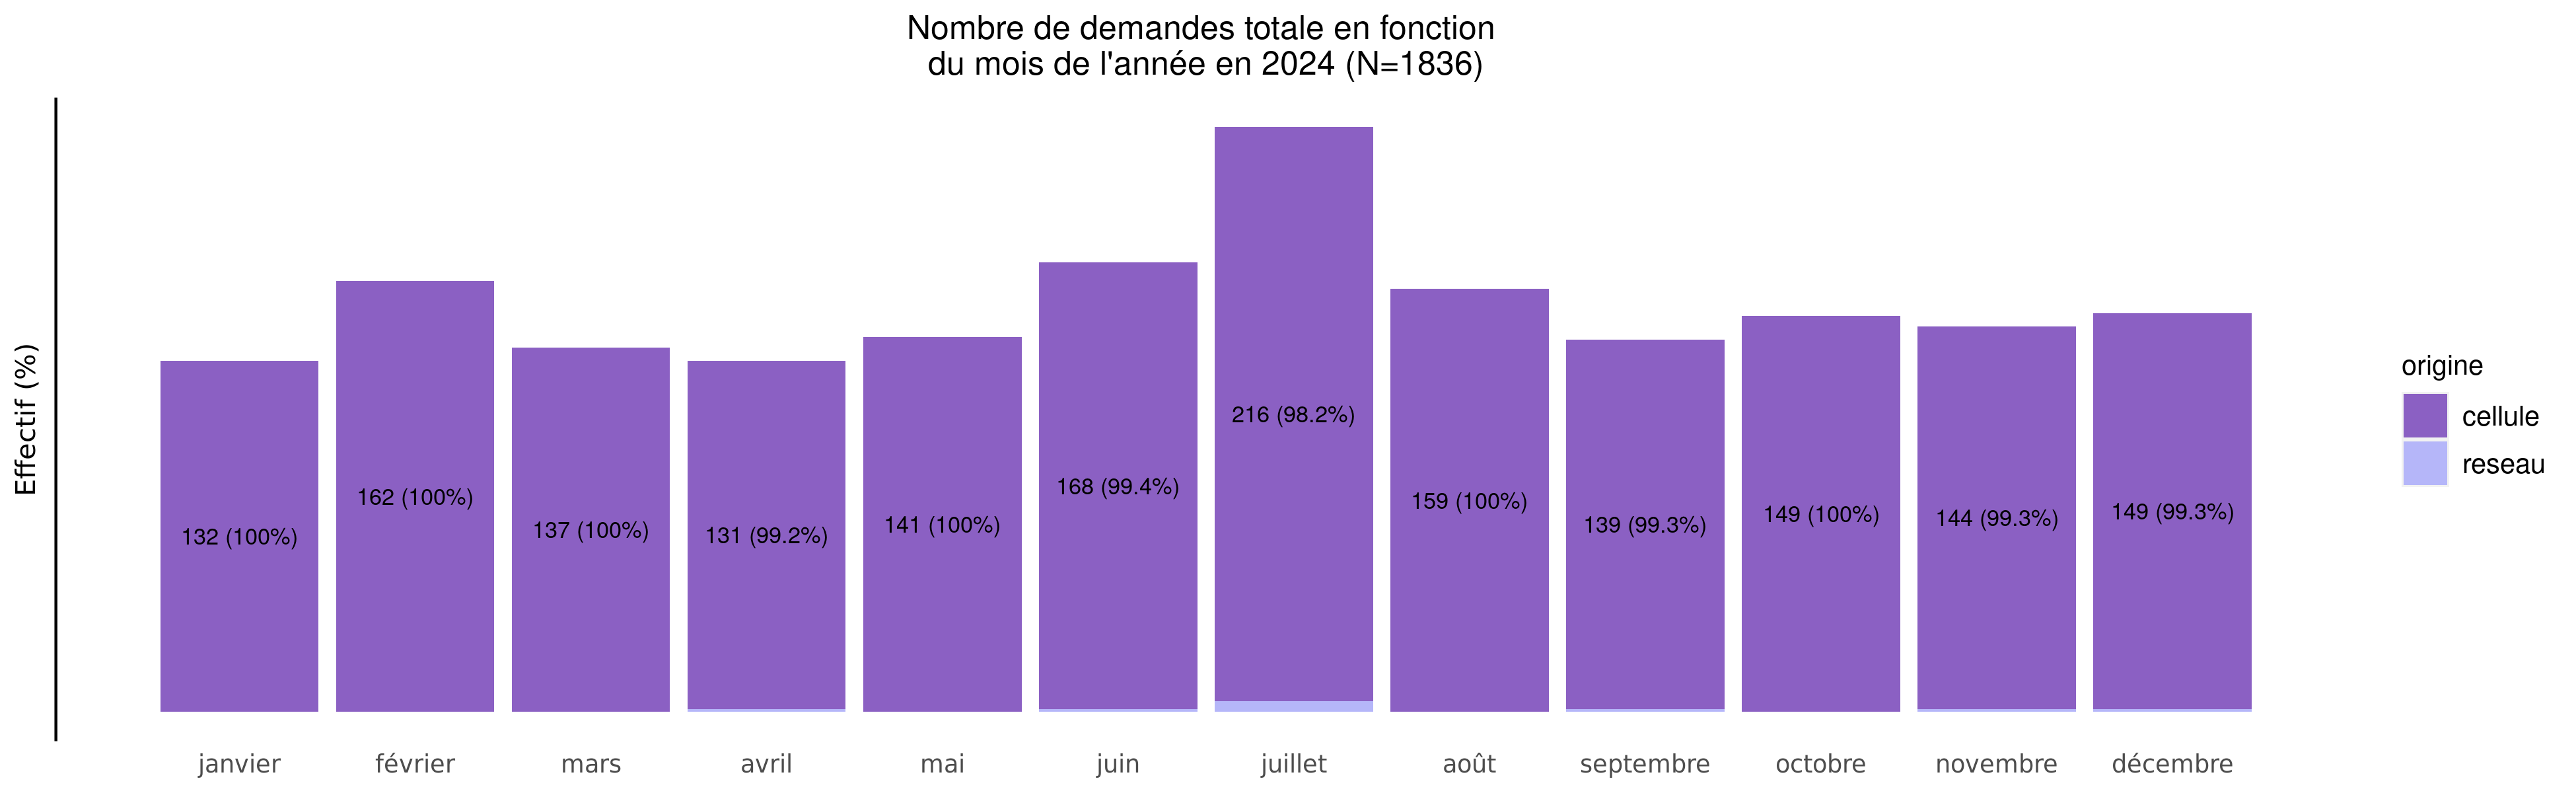 Nombre de demandes totale en fonction
du mois de l'année en 2024 (N=1836)
Effectif (%)
132 (100%)
162 (100%)
137 (100%)
131 (99.2%)
141 (100%)
168 (99.4%)
216 (98.2%)
159 (100%)
139 (99.3%)
149 (100%)
144 (99.3%)
149 (99.3%)
janvier
février
mars
avril
mai
juin
juillet
août
septembre
octobre
novembre
décembre
origine
cellule
reseau